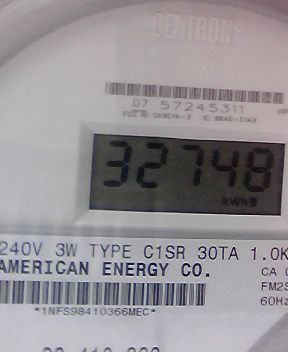 CENTRON®
07 57245311
32748
kWh
240V 3W TYPE C1SR 30TA 1.0K
AMERICAN ENERGY CO.
CA
FM2S
60Hz
*1NFS98410366MEC*